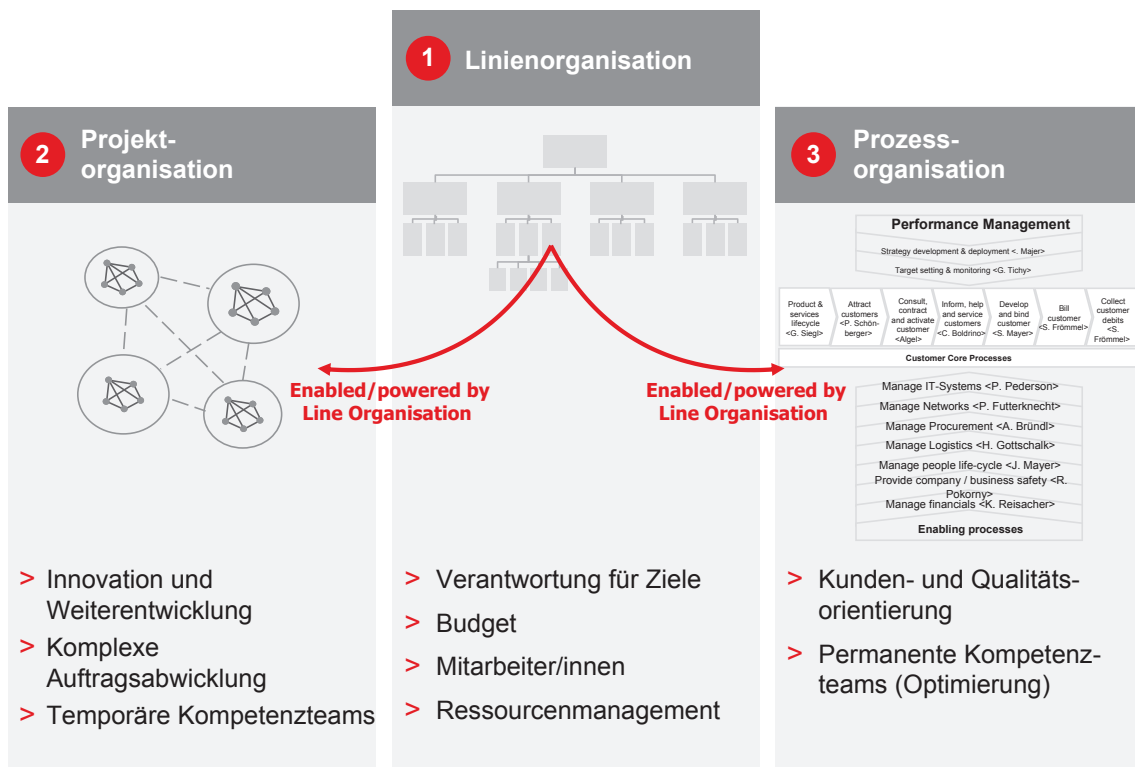 1
Linienorganisation
2
Projekt-
organisation
Enabled/powered by
Line Organisation
> Innovation und
Weiterentwicklung
> Komplexe
Auftragsabwicklung
> Temporäre Kompetenzteams
Enabled/powered by
Line Organisation
> Verantwortung für Ziele
> Budget
> Mitarbeiter/innen
> Ressourcenmanagement
3
Prozess-
organisation
Performance Management
Strategy development & deployment <. Majer>
Target setting & monitoring <G. Tichy>
Product &
services
lifecycle
<G. Siegl>
Attract
customers
<P. Schön-
berger>
Consult,
contract
and activate
customer
<Algel>
Inform, help
and service
customers
<C. Boldrino>
Develop
and bind
customer
<S. Mayer>
Bill
customer
<S. Frömmel>
Collect
customer
debits
<S.
Frömmel>
Customer Core Processes
Manage IT-Systems <P. Pederson>
Manage Networks <P. Futterknecht>
Manage Procurement <A. Bründl>
Manage Logistics <H. Gottschalk>
Manage people life-cycle <J. Mayer>
Provide company / business safety <R.
Pokorny>
Manage financials <K. Reisacher>
Enabling processes
> Kunden- und Qualitäts-
orientierung
> Permanente Kompetenz-
teams (Optimierung)